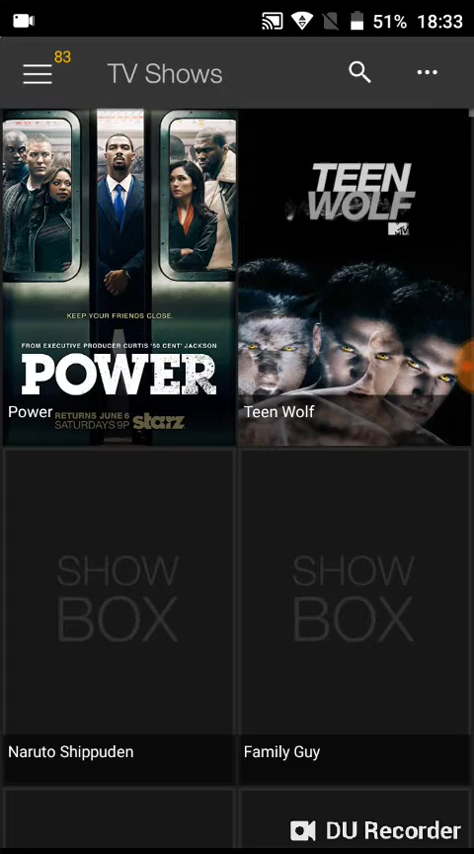 51% 18:33
83
TV Shows
TEEN
WOLF
MTV
KEEP YOUR FRIENDS CLOSE.
FROM EXECUTIVE PRODUCER CURTIS '50 CENT' JACKSON
POWER
Power
RETURNS JUNE 6
SATURDAYS 9P starz
Teen Wolf
SHOW
BOX
SHOW
BOX
Naruto Shippuden
Family Guy
DU Recorder